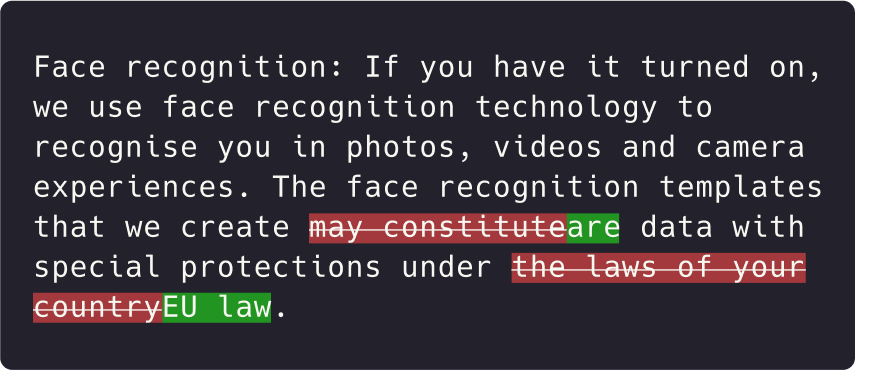 Face recognition: If you have it turned on,
we use face recognition technology to
recognise you in photos, videos and camera
experiences. The face recognition templates
that we create may constituteare data with
special protections under the laws of your
countryEU law.